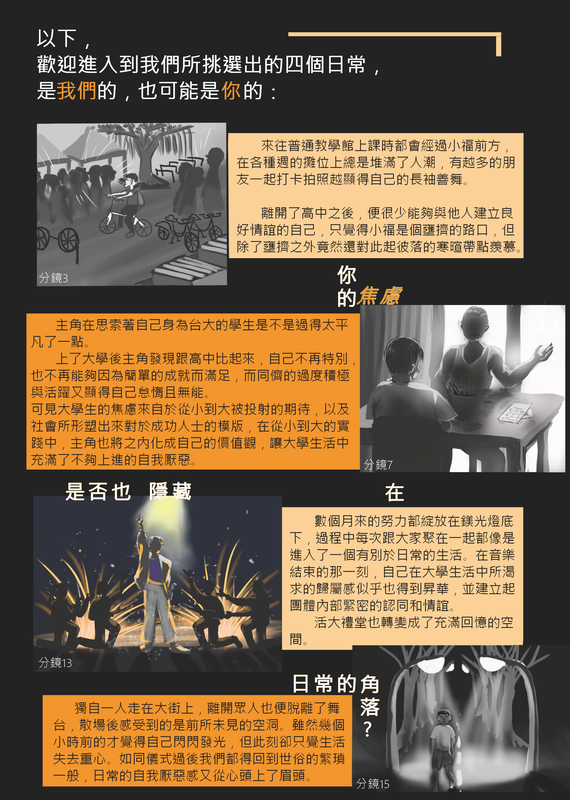 以下，
歡迎進入到我們所挑選出的四個日常，
是我們的，也可能是你的：
來往普通教學館上課時都會經過小福前方，
在各種週的攤位上總是堆滿了人潮，有越多的朋
友一起打卡拍照越顯得自己的長袖善舞。
離開了高中之後，便很少能夠與他人建立良
好情誼的自己，只覺得小福是個壅擠的路口，但
除了壅擠之外竟然還對此起彼落的寒暄帶點羨慕。
分鏡3
你
的焦慮
主角在思索著自己身為台大的學生是不是過得太平
凡了一點。
上了大學後主角發現跟高中比起來，自己不再特別，
也不再能夠因為簡單的成就而滿足，而同儕的過度積極
與活躍又顯得自己怠惰且無能。
可見大學生的焦慮來自於從小到大被投射的期待，以及
社會所形塑出來對於成功人士的模版，在從小到大的實
踐中，主角也將之內化成自己的價值觀，讓大學生活中
充滿了不夠上進的自我厭惡。
分鏡7
是否也 隱藏
在
數個月來的努力都綻放在鎂光燈底
下，過程中每次跟大家聚在一起都像是
進入了一個有別於日常的生活。在音樂
結束的那一刻，自己在大學生活中所渴
求的歸屬感似乎也得到昇華，並建立起
團體內部緊密的認同和情誼。
活大禮堂也轉變成了充滿回憶的空
間。
分鏡13
日常的角
落？
獨自一人走在大街上，離開眾人也便脫離了舞
台，散場後感受到的是前所未見的空洞。雖然幾個
小時前的才覺得自己閃閃發光，但此刻卻只覺生活
失去重心。如同儀式過後我們都得回到世俗的繁瑣
一般，日常的自我厭惡感又從心頭上了眉頭。
分鏡15